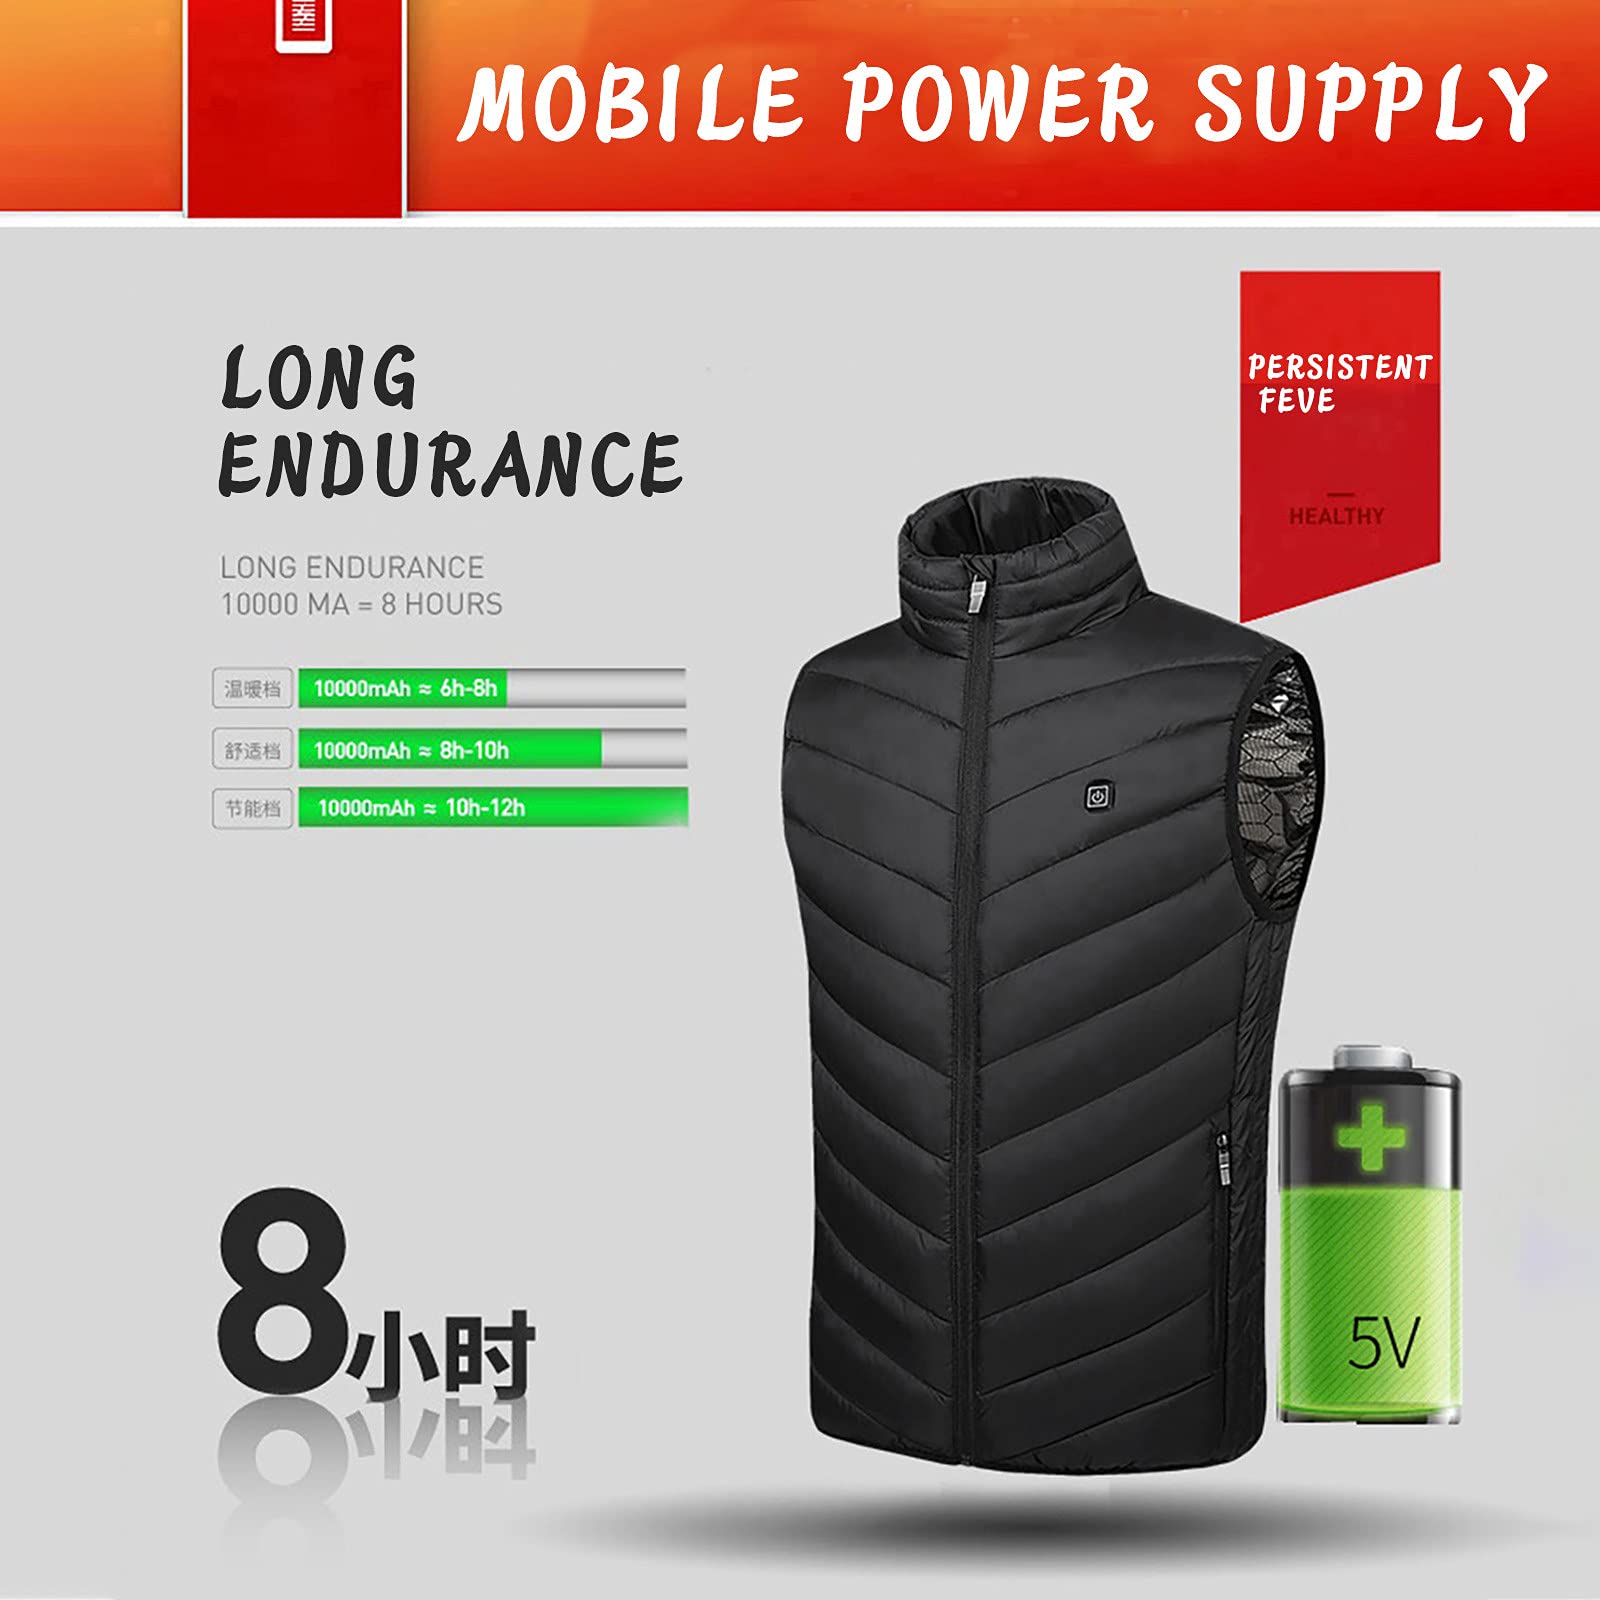 MOBILE POWER SUPPLY
PERSISTENT
FEVE
HEALTHY
LONG
ENDURANCE
LONG ENDURANCE
10000 MA = 8 HOURS
温暖档 10000mAh ≈ 6h-8h
舒适档 10000mAh ≈ 8h-10h
节能档 10000mAh ≈ 10h-12h
5V
8小时